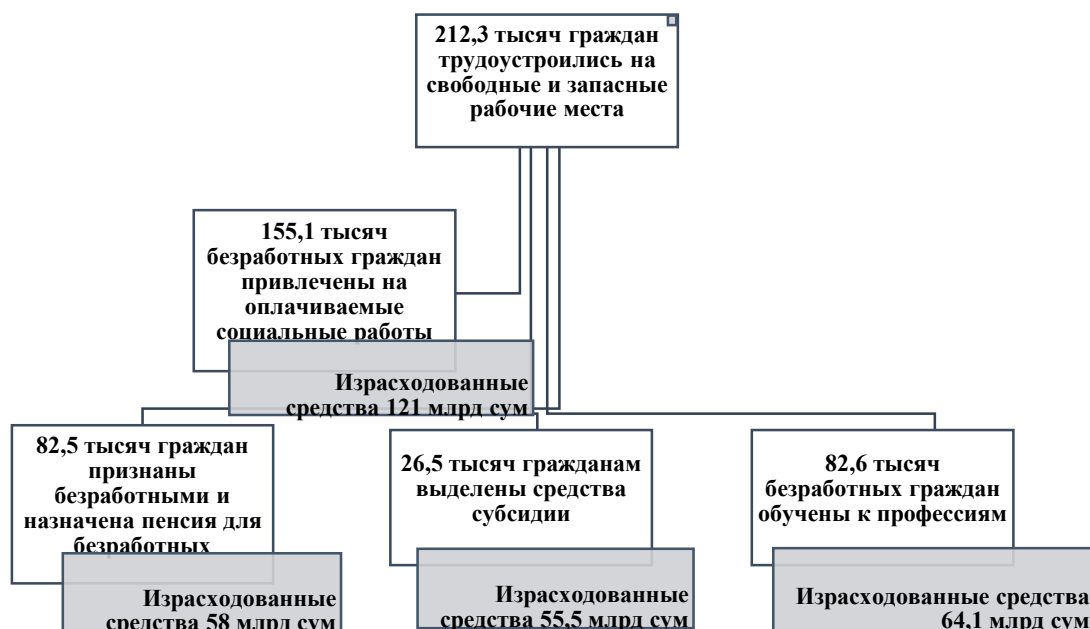 212,3 тысяч граждан
трудоустроились на
свободные и запасные
рабочие места
155,1 тысяч
безработных граждан
привлечены на
оплачиваемые
социальные работы
Израсходованные
средства 121 млрд сум
82,5 тысяч граждан
признаны
безработными и
назначена пенсия для
безработных
Израсходованные
средства 58 млрд сум
26,5 тысяч гражданам
выделены средства
субсидии
Израсходованные
средства 55,5 млрд сум
82,6 тысяч
безработных граждан
обучены к профессиям
Израсходованные средства
64,1 млрд сум